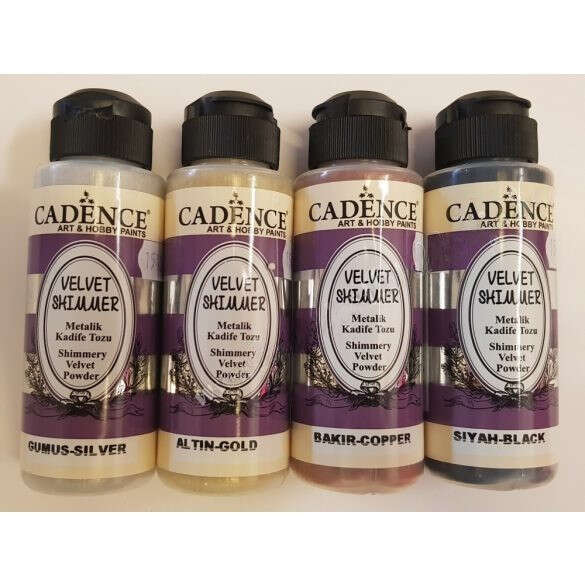 CADENCE®
ART & HOBBY PAINTS
VELVET
SHIMMER
Metalik
Kadife Tozu
Shimmery
Velvet
Powder
GUMUS-SILVER
CADENCE®
ART & HOBBY PAINTS
VELVET
SHIMMER
Metalik
Kadife Tozu
Shimmery
Velvet
Powder
ALTIN-GOLD
CADENCE®
ART & HOBBY PAINTS
VELVET
SHIMMER
Metalik
Kadife Tozu
Shimmery
Velvet
Powder
BAKIR-COPPER
CADENCE®
ART & HOBBY PAINTS
VELVET
SHIMMER
Metalik
Kadife Tozu
Shimmery
Velvet
Powder
SIYAH-BLACK